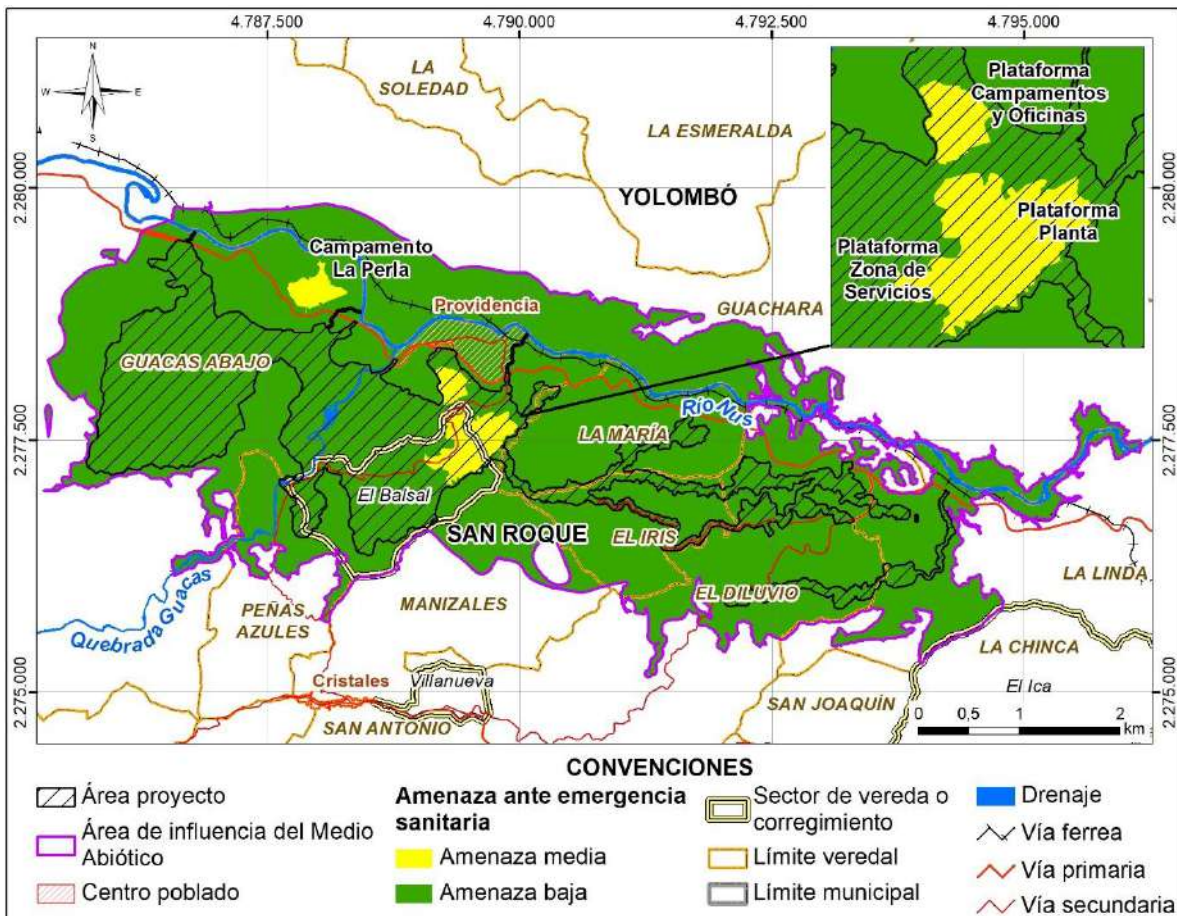 4.787.500
4.790.000
4.792.500
4.795.000
N
W
E
S
2.280.000
2.277.500
2.275.000
2.280.000
2.277.500
2.275.000
LA
SOLEDAD
LA ESMERALDA
YOLOMBÓ
Campamento
La Perla
Providencia
GUACHARA
GUACAS ABAJO
Río Nus
LA MARÍA
El Balsal
SAN ROQUE
EL IRIS
EL DILUVIO
LA LINDA
Quebrada Guacas
PEÑAS
AZULES
MANIZALES
LA CHINCA
Cristales
Villanueva
SAN ANTONIO
SAN JOAQUÍN
El Ica
0 0,5 1 2
km
Plataforma
Campamentos
y Oficinas
Plataforma
Planta
Plataforma
Zona de
Servicios
CONVENCIONES
Área proyecto
Área de influencia del Medio
Abiótico
Centro poblado
Amenaza ante emergencia
sanitaria
Amenaza media
Amenaza baja
Sector de vereda o
corregimiento
Límite veredal
Límite municipal
Drenaje
Vía ferrea
Vía primaria
Vía secundaria